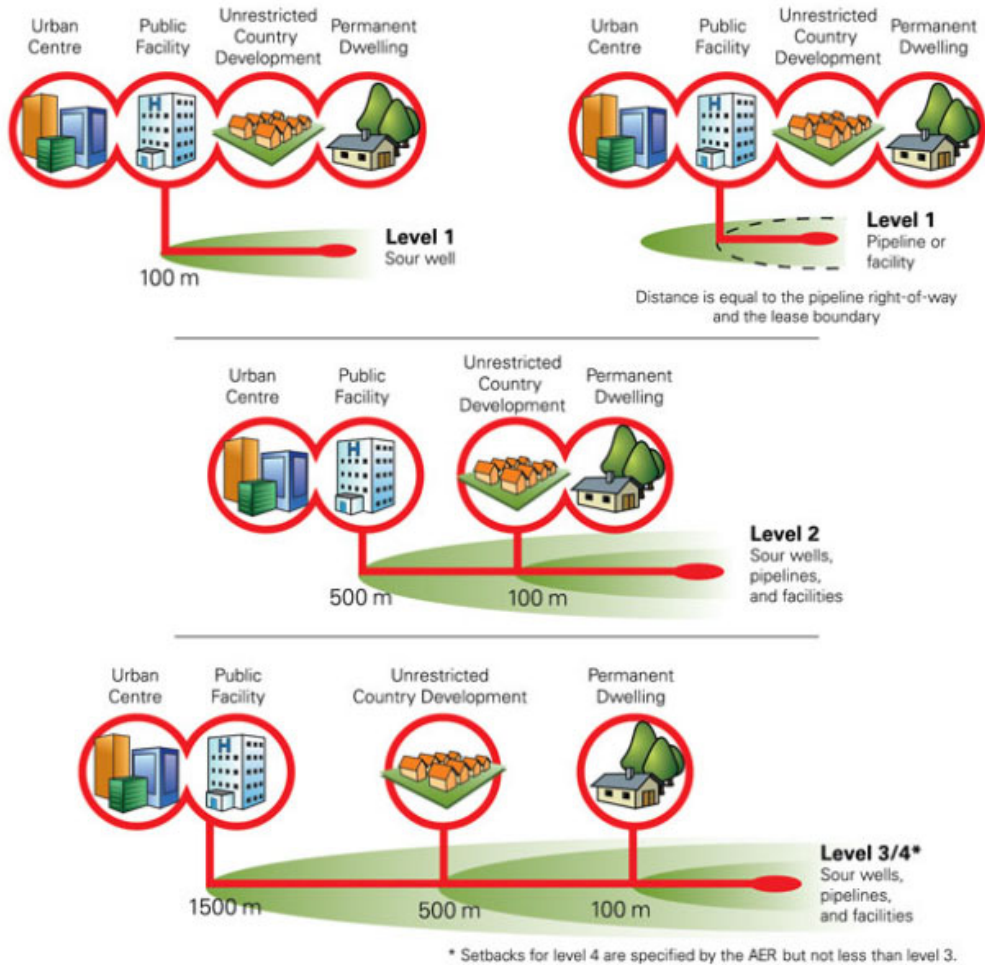 Urban
Centre
Public
Facility
Unrestricted
Country
Development
Permanent
Dwelling
H
100 m
Level 1
Sour well
Urban
Centre
Public
Facility
Unrestricted
Country
Development
Permanent
Dwelling
H
Level 1
Pipeline or
facility
Distance is equal to the pipeline right-of-way
and the lease boundary
Urban
Centre
Public
Facility
Unrestricted
Country
Development
Permanent
Dwelling
H
500 m
100 m
Level 2
Sour wells,
pipelines,
and facilities
Urban
Centre
Public
Facility
Unrestricted
Country Development
Permanent
Dwelling
H
1500 m
500 m
100 m
Level 3/4*
Sour wells,
pipelines,
and facilities
* Setbacks for level 4 are specified by the AER but not less than level 3.